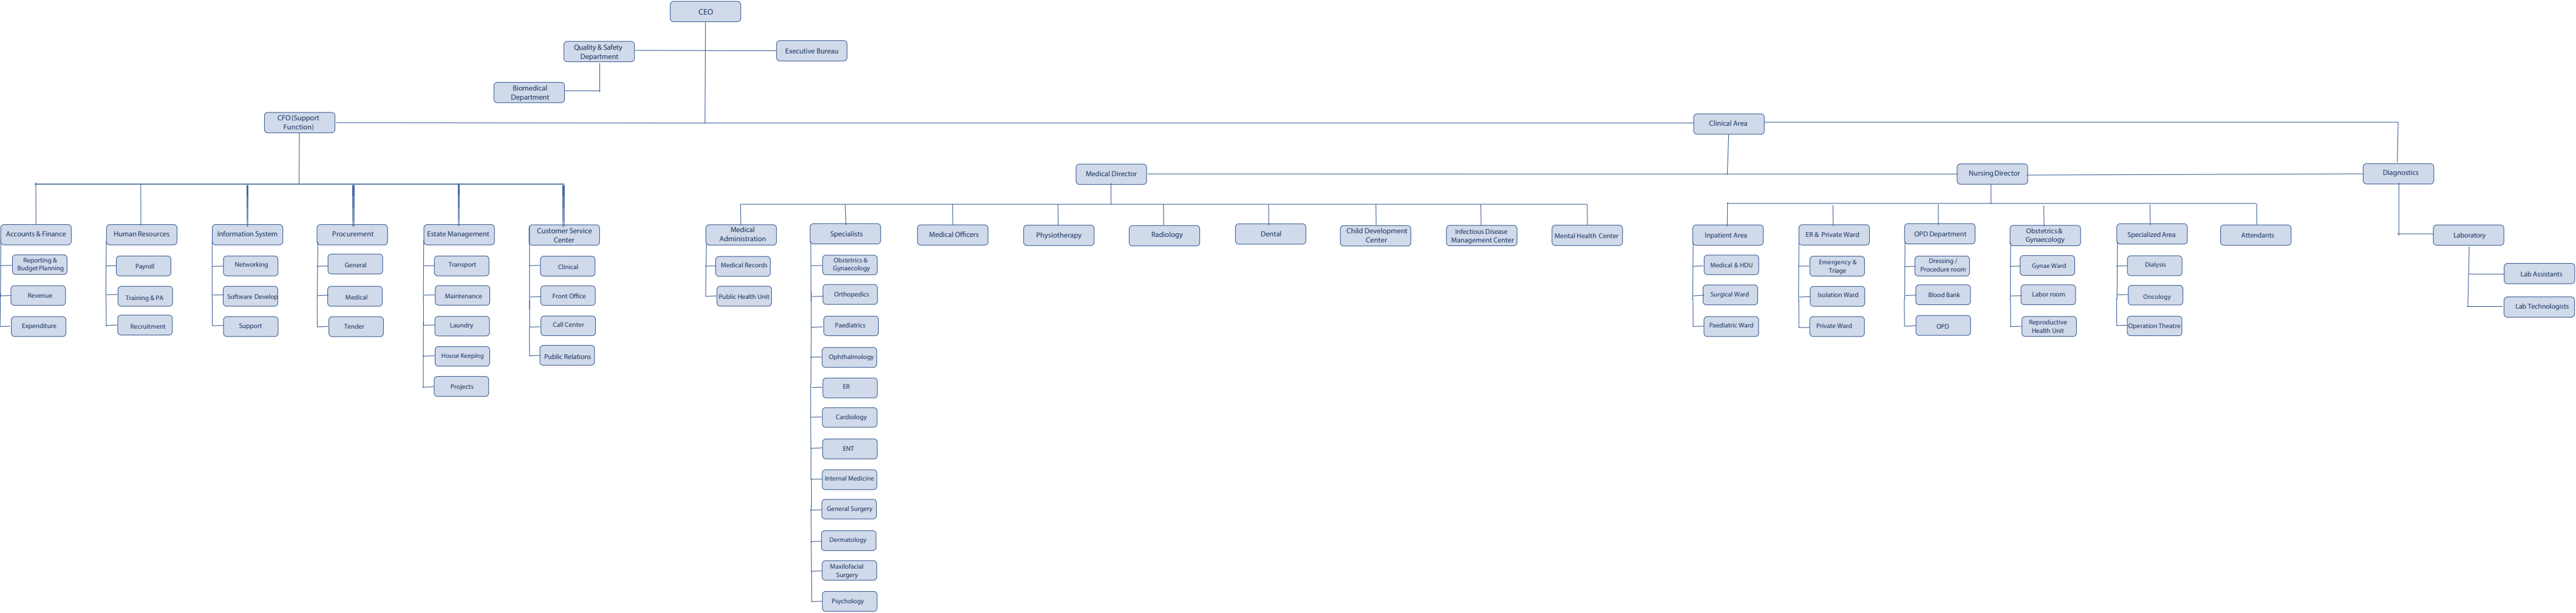 CEO
Quality & Safety
Department
Executive Bureau
Biomedical
Department
CFO (Support
Function)
Clinical Area
Medical Director
Nursing Director
Diagnostics
Accounts & Finance
Human Resources
Information System
Procurement
Estate Management
Customer Service
Center
Medical
Administration
Specialists
Medical Officers
Physiotherapy
Radiology
Dental
Child Development
Center
Infectious Disease
Management Center
Mental Health Center
Inpatient Area
ER & Private Ward
OPD Department
Obstetrics &
Gynaecology
Specialized Area
Attendants
Laboratory
Reporting &
Budget Planning
Revenue
Expenditure
Payroll
Training & PA
Recruitment
Networking
Software Develop
Support
General
Medical
Tender
Transport
Maintenance
Laundry
House Keeping
Projects
Clinical
Front Office
Call Center
Public Relations
Medical Records
Public Health Unit
Obstetrics &
Gynaecology
Orthopedics
Paediatrics
Ophthalmology
ER
Cardiology
ENT
Internal Medicine
General Surgery
Dermatology
Maxilofacial
Surgery
Psychology
Medical & HDU
Surgical Ward
Paediatric Ward
Emergency &
Triage
Isolation Ward
Private Ward
Dressing /
Procedure room
Blood Bank
OPD
Gynae Ward
Labor room
Reproductive
Health Unit
Dialysis
Oncology
Operation Theatre
Lab Assistants
Lab Technologists